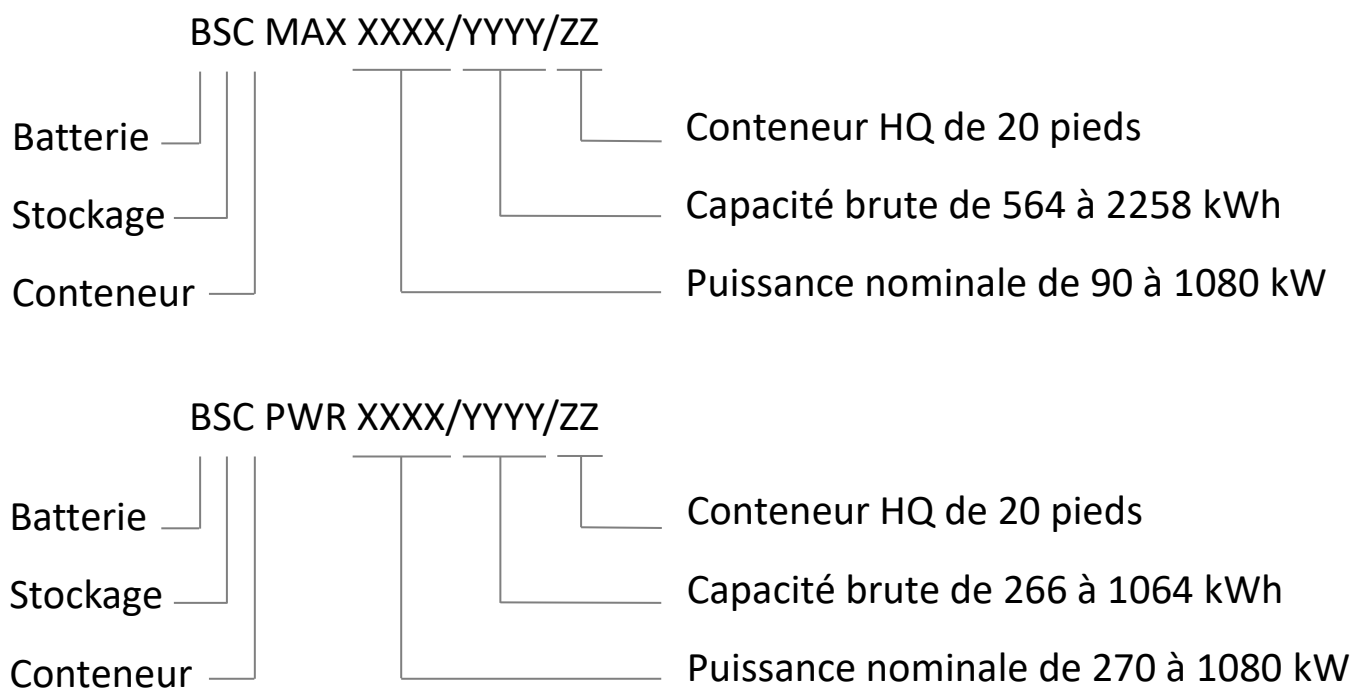 BSC MAX XXXX/YYYY/ZZ
Batterie
Conteneur HQ de 20 pieds
Stockage
Capacité brute de 564 à 2258 kWh
Conteneur
Puissance nominale de 90 à 1080 kW
BSC PWR XXXX/YYYY/ZZ
Batterie
Conteneur HQ de 20 pieds
Stockage
Capacité brute de 266 à 1064 kWh
Conteneur
Puissance nominale de 270 à 1080 kW